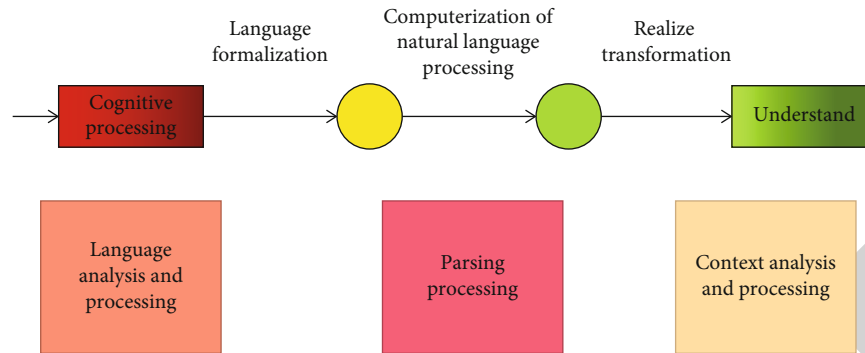 Language
formalization
Computerization of
natural language
processing
Realize
transformation
Cognitive
processing
Understand
Language
analysis and
processing
Parsing
processing
Context analysis
and processing